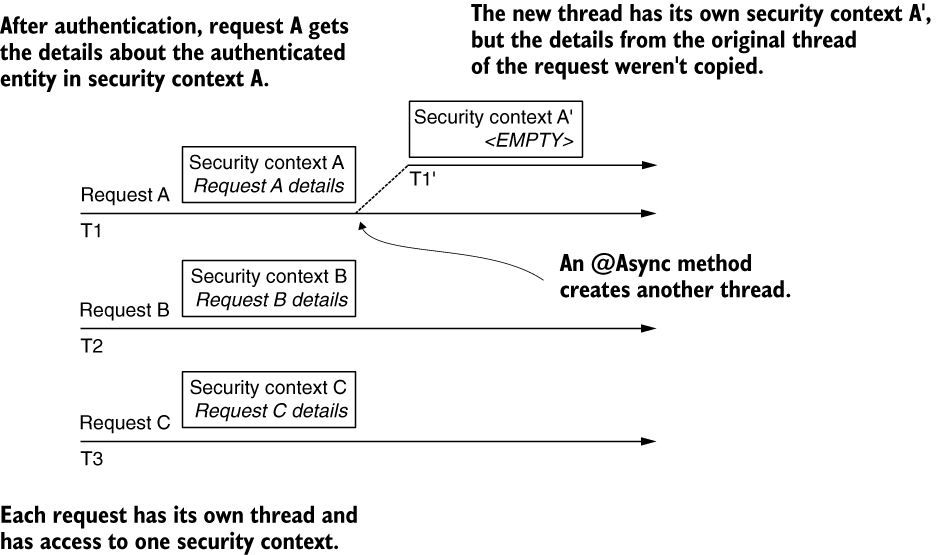 After authentication, request A gets
the details about the authenticated
entity in security context A.
The new thread has its own security context A',
but the details from the original thread
of the request weren't copied.
Security context A'
<EMPTY>
Security context A
Request A details
T1'
Request A
T1
An @Async method
creates another thread.
Security context B
Request B details
Request B
T2
Security context C
Request C details
Request C
T3
Each request has its own thread and
has access to one security context.